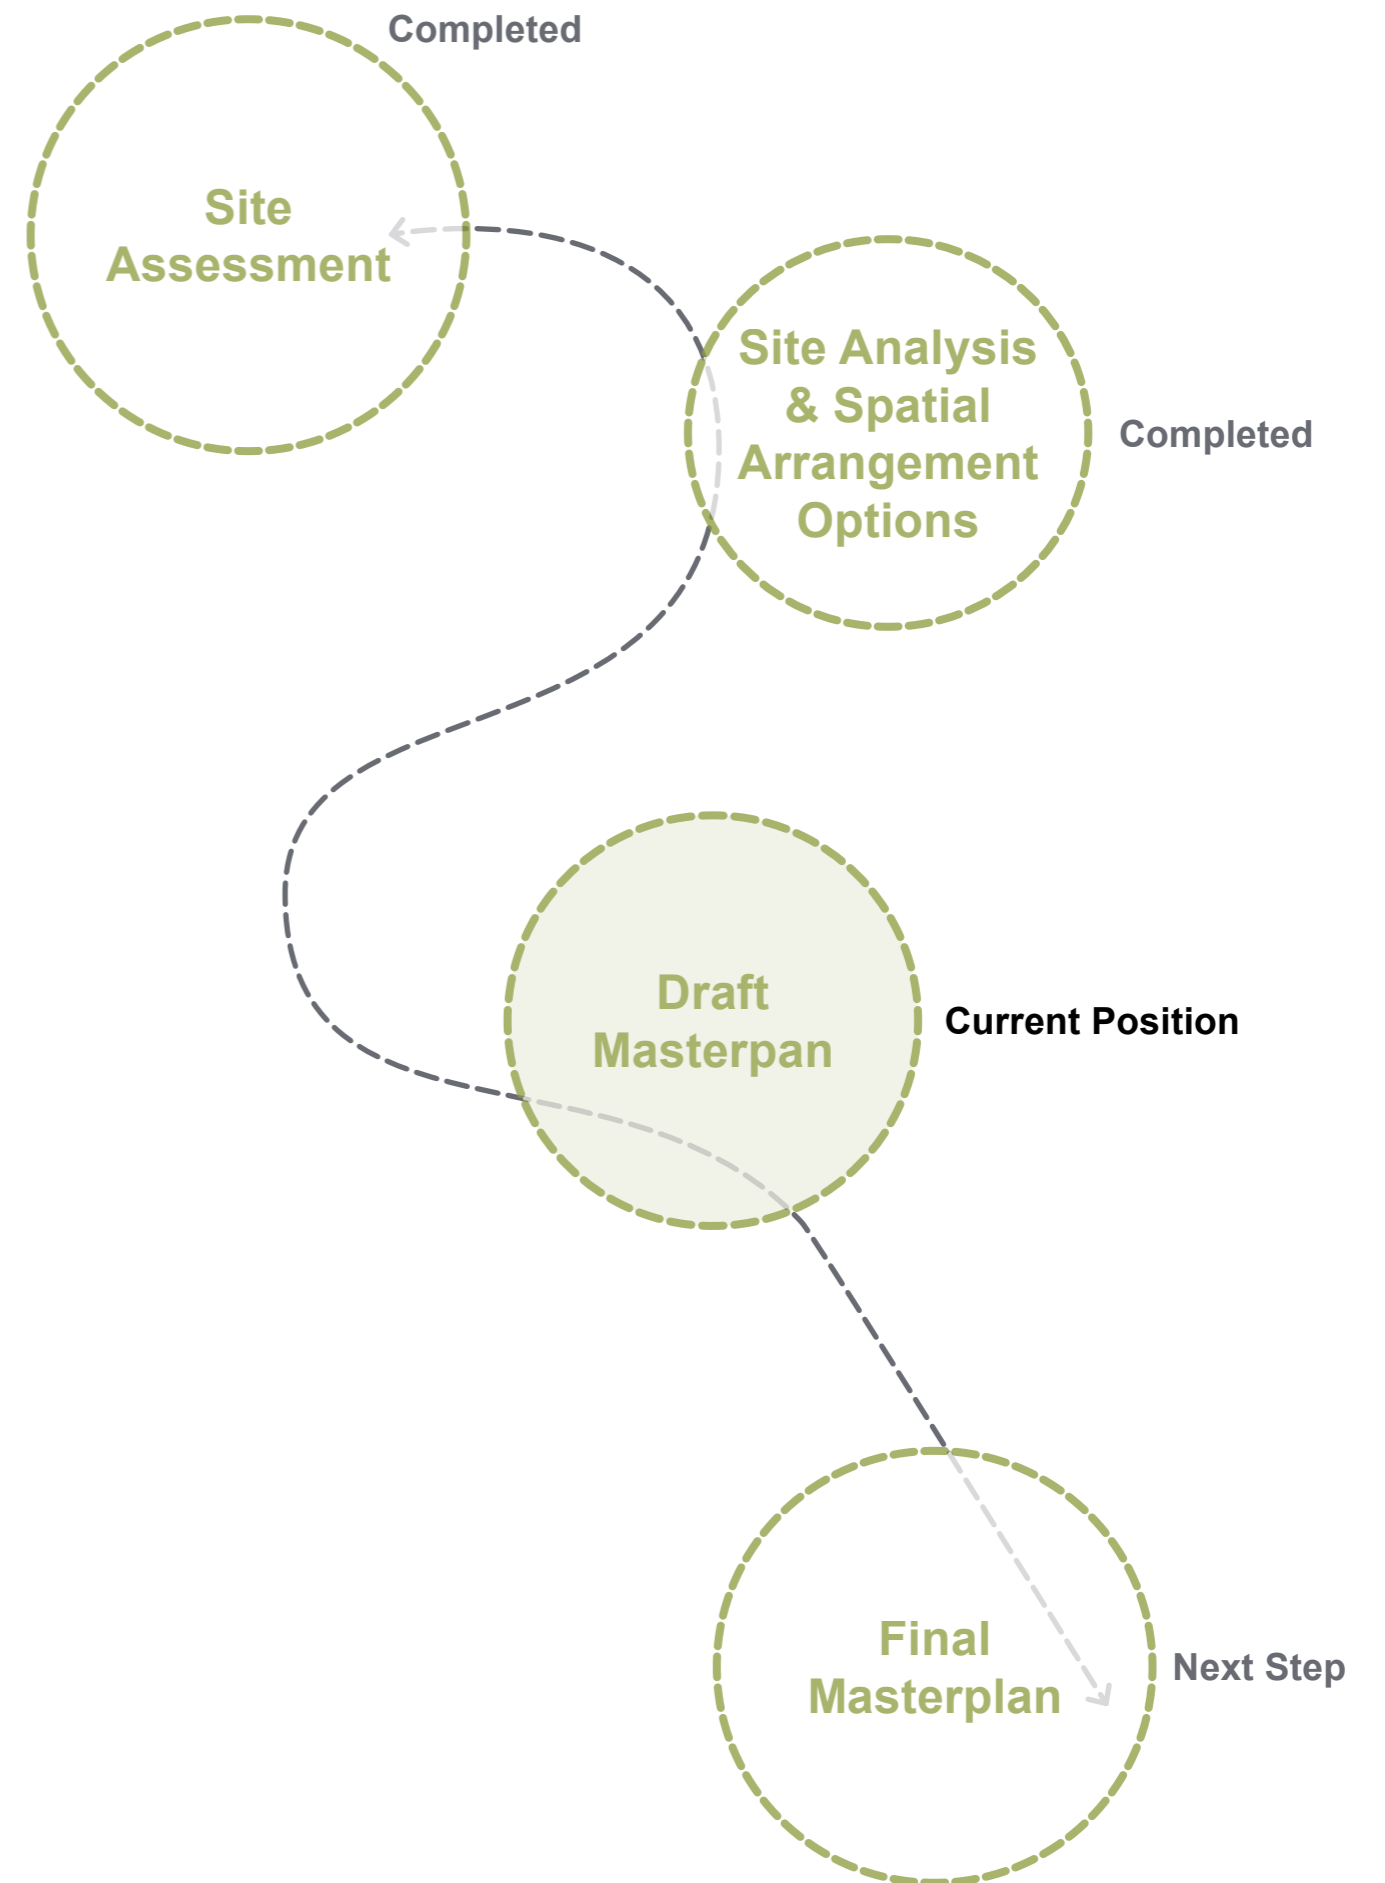 Completed
Site
Assessment
Site Analysis
& Spatial
Arrangement
Options
Completed
Draft
Masterpan
Current Position
Final
Masterplan
Next Step